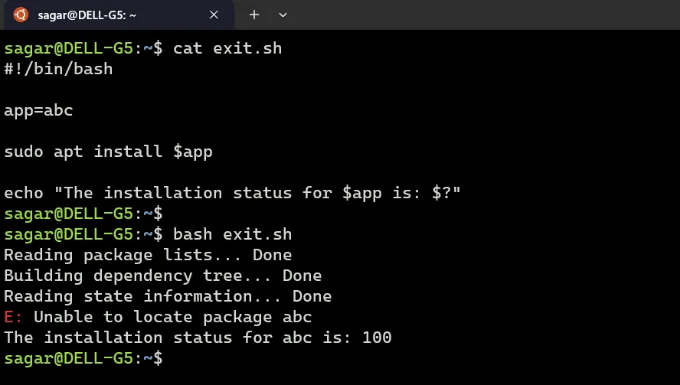 sagar@DELL-G5: ~
sagar@DELL-G5:~$ cat exit.sh
#!/bin/bash
app=abc
sudo apt install $app
echo "The installation status for $app is: $?"
sagar@DELL-G5:~$
sagar@DELL-G5:~$ bash exit.sh
Reading package lists... Done
Building dependency tree... Done
Reading state information... Done
E: Unable to locate package abc
The installation status for abc is: 100
sagar@DELL-G5:~$